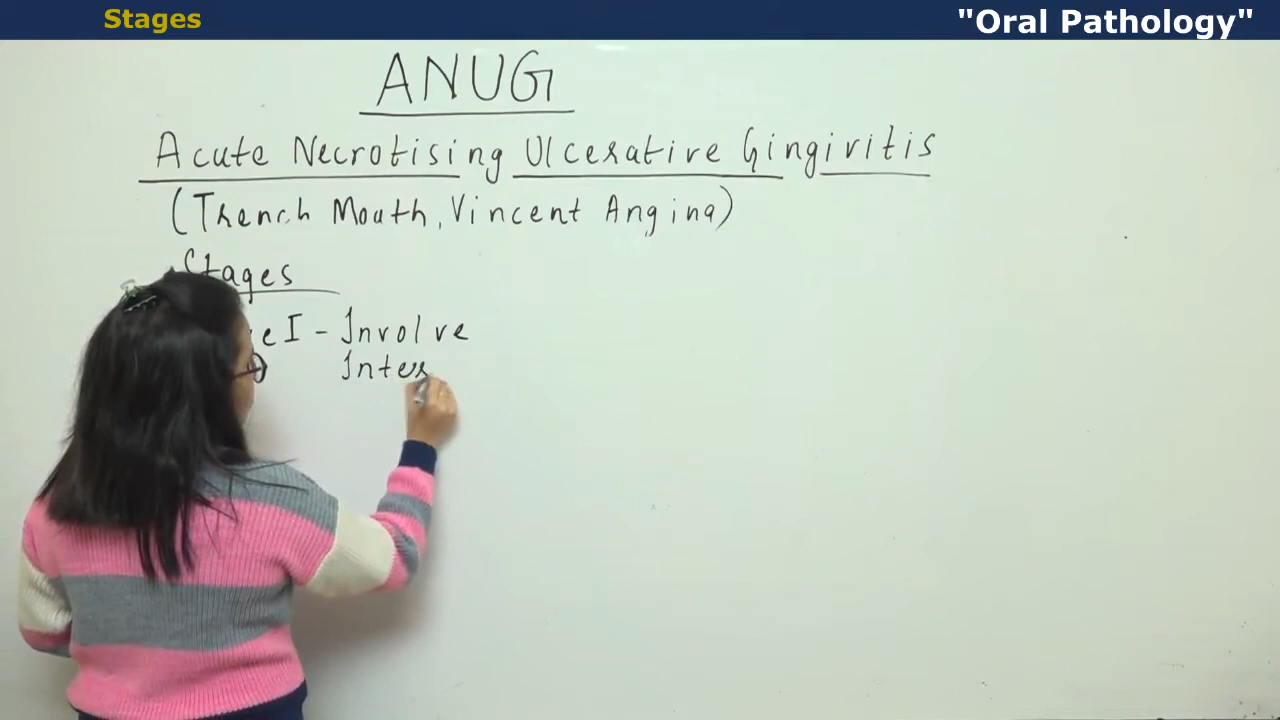 Stages
"Oral Pathology"
ANUG
Acute Necrotising Ulcerative Gingivitis
(Trench Mouth, Vincent Angina)
Stages
e I - Involve
Inter